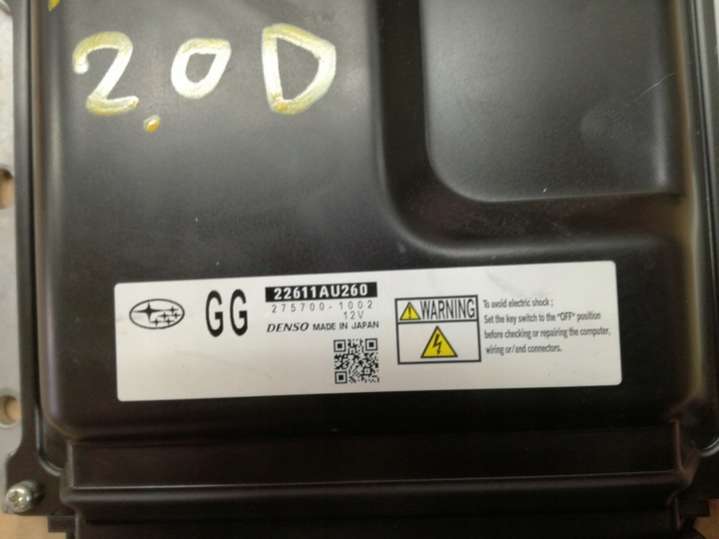 2.0D
GG
22611AU260
275700-1002
12V
DENSO MADE IN JAPAN
WARNING
To avoid electric shock ;
Set the key switch to the "OFF" position
before checking or repairing the computer,
wiring or/and connectors.